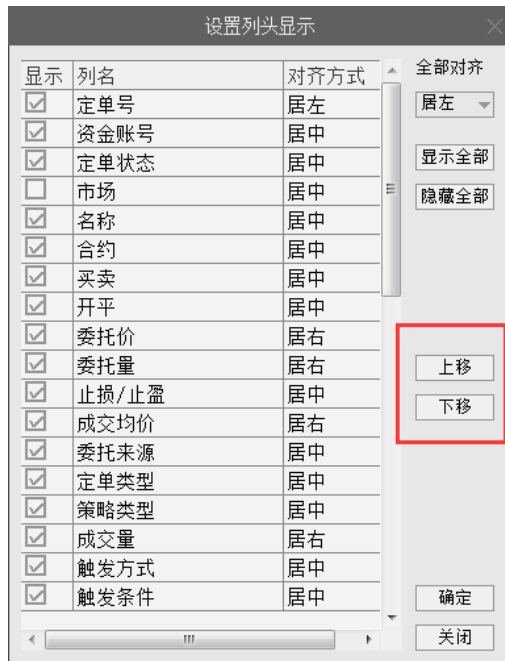 设置列头显示
显示 列名 对齐方式 全部对齐
定单号 居左 居左
资金账号 居中
定单状态 居中 显示全部
市场 居中 隐藏全部
名称 居中
合约 居中
买卖 居中
开平 居中
委托价 居右
委托量 居右 上移
止损/止盈 居中 下移
成交均价 居右
委托来源 居中
定单类型 居中
策略类型 居中
成交量 居右
触发方式 居中
触发条件 居中 确定
关闭